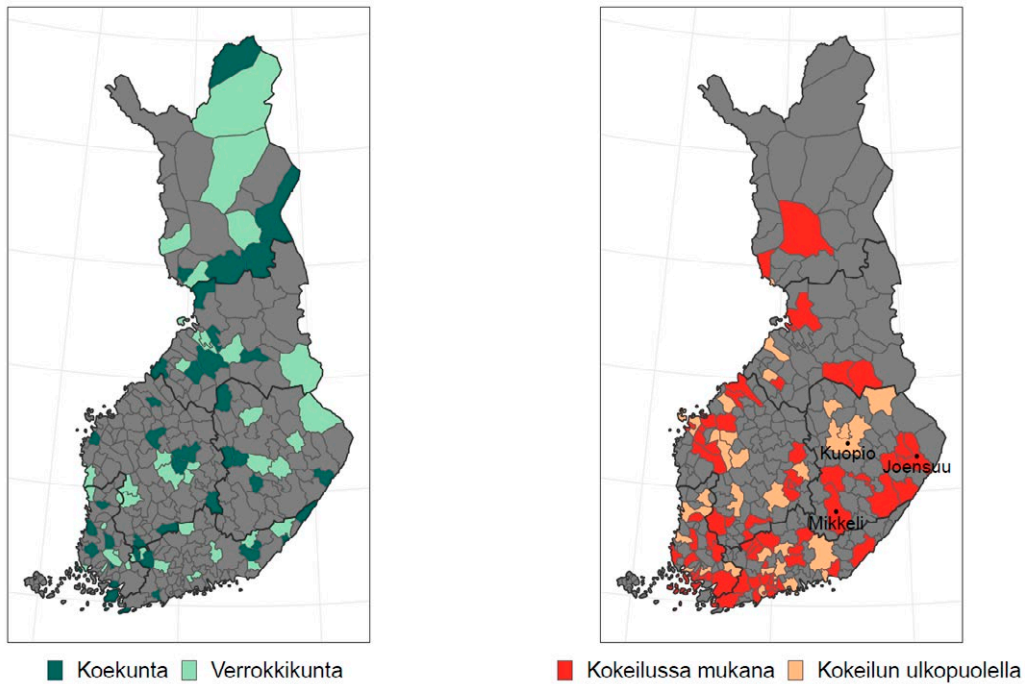 Kuopio
Joensuu
Mikkeli
Koekunta Verrokkikunta
Kokeilussa mukana Kokeilun ulkopuolella